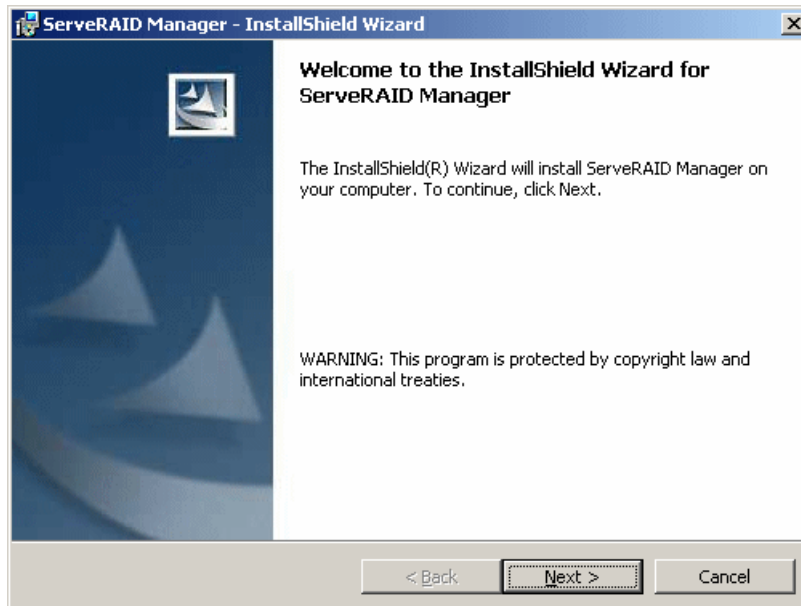 ServeRAID Manager - InstallShield Wizard
Welcome to the InstallShield Wizard for
ServeRAID Manager
The InstallShield(R) Wizard will install ServeRAID Manager on
your computer. To continue, click Next.
WARNING: This program is protected by copyright law and
international treaties.
< Back
Next >
Cancel